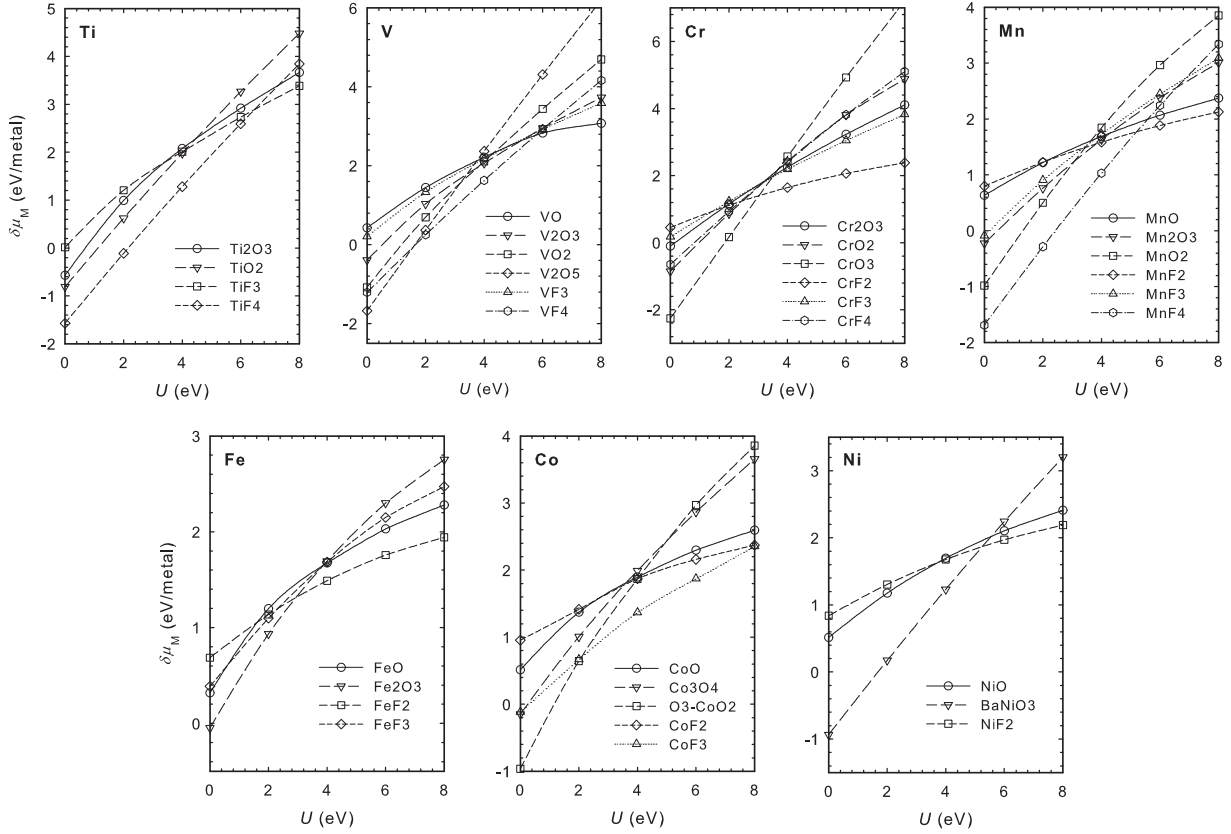 Ti
V
Cr
Mn
δμM (eV/metal)
5
4
3
2
1
0
-1
-2
0 2 4 6 8
U (eV)
Ti2O3
TiO2
TiF3
TiF4
6
4
2
0
-2
0 2 4 6 8
U (eV)
VO
V2O3
VO2
V2O5
VF3
VF4
6
4
2
0
-2
0 2 4 6 8
U (eV)
Cr2O3
CrO2
CrO3
CrF2
CrF3
CrF4
4
3
2
1
0
-1
-2
0 2 4 6 8
U (eV)
MnO
Mn2O3
MnO2
MnF2
MnF3
MnF4
Fe
Co
Ni
δμM (eV/metal)
3
2
1
0
0 2 4 6 8
U (eV)
FeO
Fe2O3
FeF2
FeF3
4
3
2
1
0
-1
0 2 4 6 8
U (eV)
CoO
Co3O4
O3-CoO2
CoF2
CoF3
3
2
1
0
-1
0 2 4 6 8
U (eV)
NiO
BaNiO3
NiF2